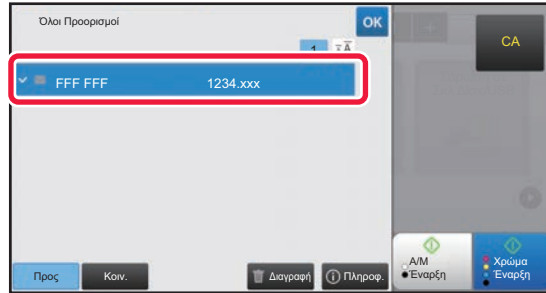 Όλοι Προορισμοί
OK
CA
1
FFF FFF 1234.xxx
Προς
Κοιν.
Διαγραφή
Πληροφ.
Α/Μ
Έναρξη
Χρώμα
Έναρξη